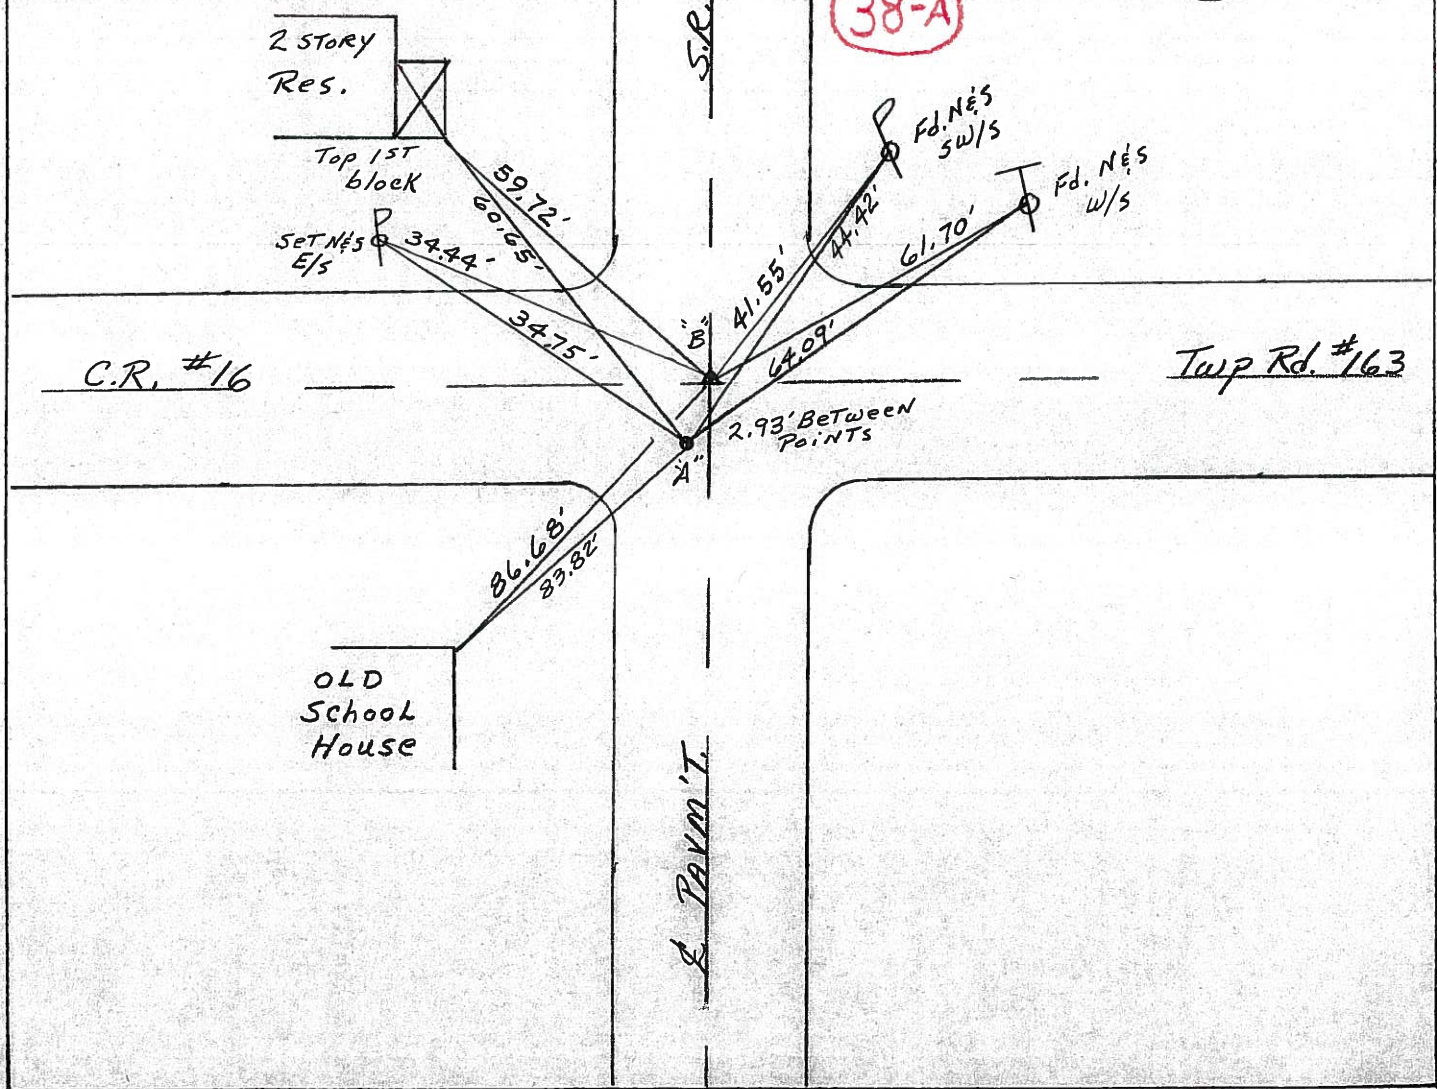 2 STORY
Res.
S.R.
38-A
Top 1ST
block
Fd. N&S
SW/S
Fd. N&S
W/S
59.72'
60.65'
SeT N&S
E/S
34.44'
34.75'
41.55'
44.42'
61.70'
64.09'
"B"
C.R. #16
Twp Rd. #163
2.93' BeTween
PoiNTS
"A"
86.68'
83.82'
OLD
School
House
℄ PAVM'T.